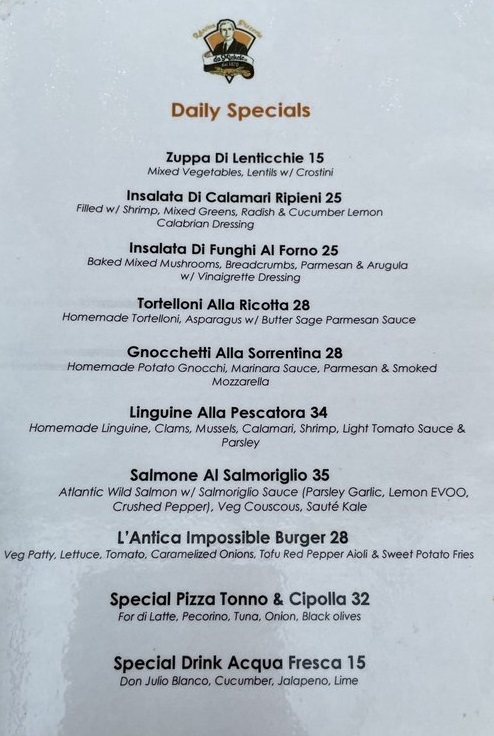 da Michele
Daily Specials
Zuppa Di Lenticchie 15
Mixed Vegetables, Lentils w/ Crostini
Insalata Di Calamari Ripieni 25
Filled w/ Shrimp, Mixed Greens, Radish & Cucumber Lemon
Calabrian Dressing
Insalata Di Funghi Al Forno 25
Baked Mixed Mushrooms, Breadcrumbs, Parmesan & Arugula
w/ Vinaigrette Dressing
Tortelloni Alla Ricotta 28
Homemade Tortelloni, Asparagus w/ Butter Sage Parmesan Sauce
Gnocchetti Alla Sorrentina 28
Homemade Potato Gnocchi, Marinara Sauce, Parmesan & Smoked
Mozzarella
Linguine Alla Pescatora 34
Homemade Linguine, Clams, Mussels, Calamari, Shrimp, Light Tomato Sauce &
Parsley
Salmone Al Salmoriglio 35
Atlantic Wild Salmon w/ Salmoriglio Sauce (Parsley Garlic, Lemon EVOO,
Crushed Pepper), Veg Couscous, Sauté Kale
L'Antica Impossible Burger 28
Veg Patty, Lettuce, Tomato, Caramelized Onions, Tofu Red Pepper Aioli & Sweet Potato Fries
Special Pizza Tonno & Cipolla 32
For di Latte, Pecorino, Tuna, Onion, Black olives
Special Drink Acqua Fresca 15
Don Julio Blanco, Cucumber, Jalapeno, Lime